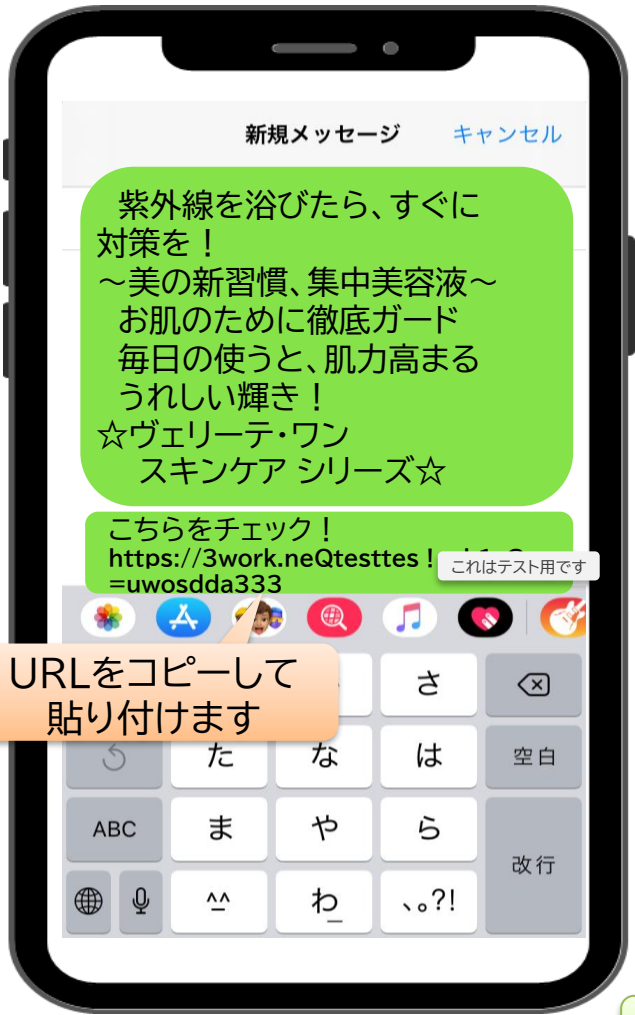 新規メッセージ キャンセル
紫外線を浴びたら、すぐに
対策を！
～美の新習慣、集中美容液～
お肌のために徹底ガード
毎日の使うと、肌力高まる
うれしい輝き！
☆ヴェリーテ・ワン
スキンケア シリーズ☆
こちらをチェック！
https://3work.neQtesttes！
これはテスト用です
=uwosdda333
URLをコピーして
貼り付けます
さ
た な は 空白
ABC ま や ら
改行
^^ わ 、。?!